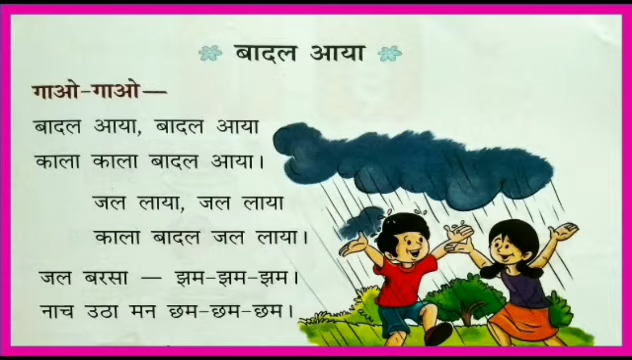 बादल आया
गाओ-गाओ—
बादल आया, बादल आया
काला काला बादल आया।
जल लाया, जल लाया
काला बादल जल लाया।
जल बरसा — झम-झम-झम।
नाच उठा मन छम-छम-छम।